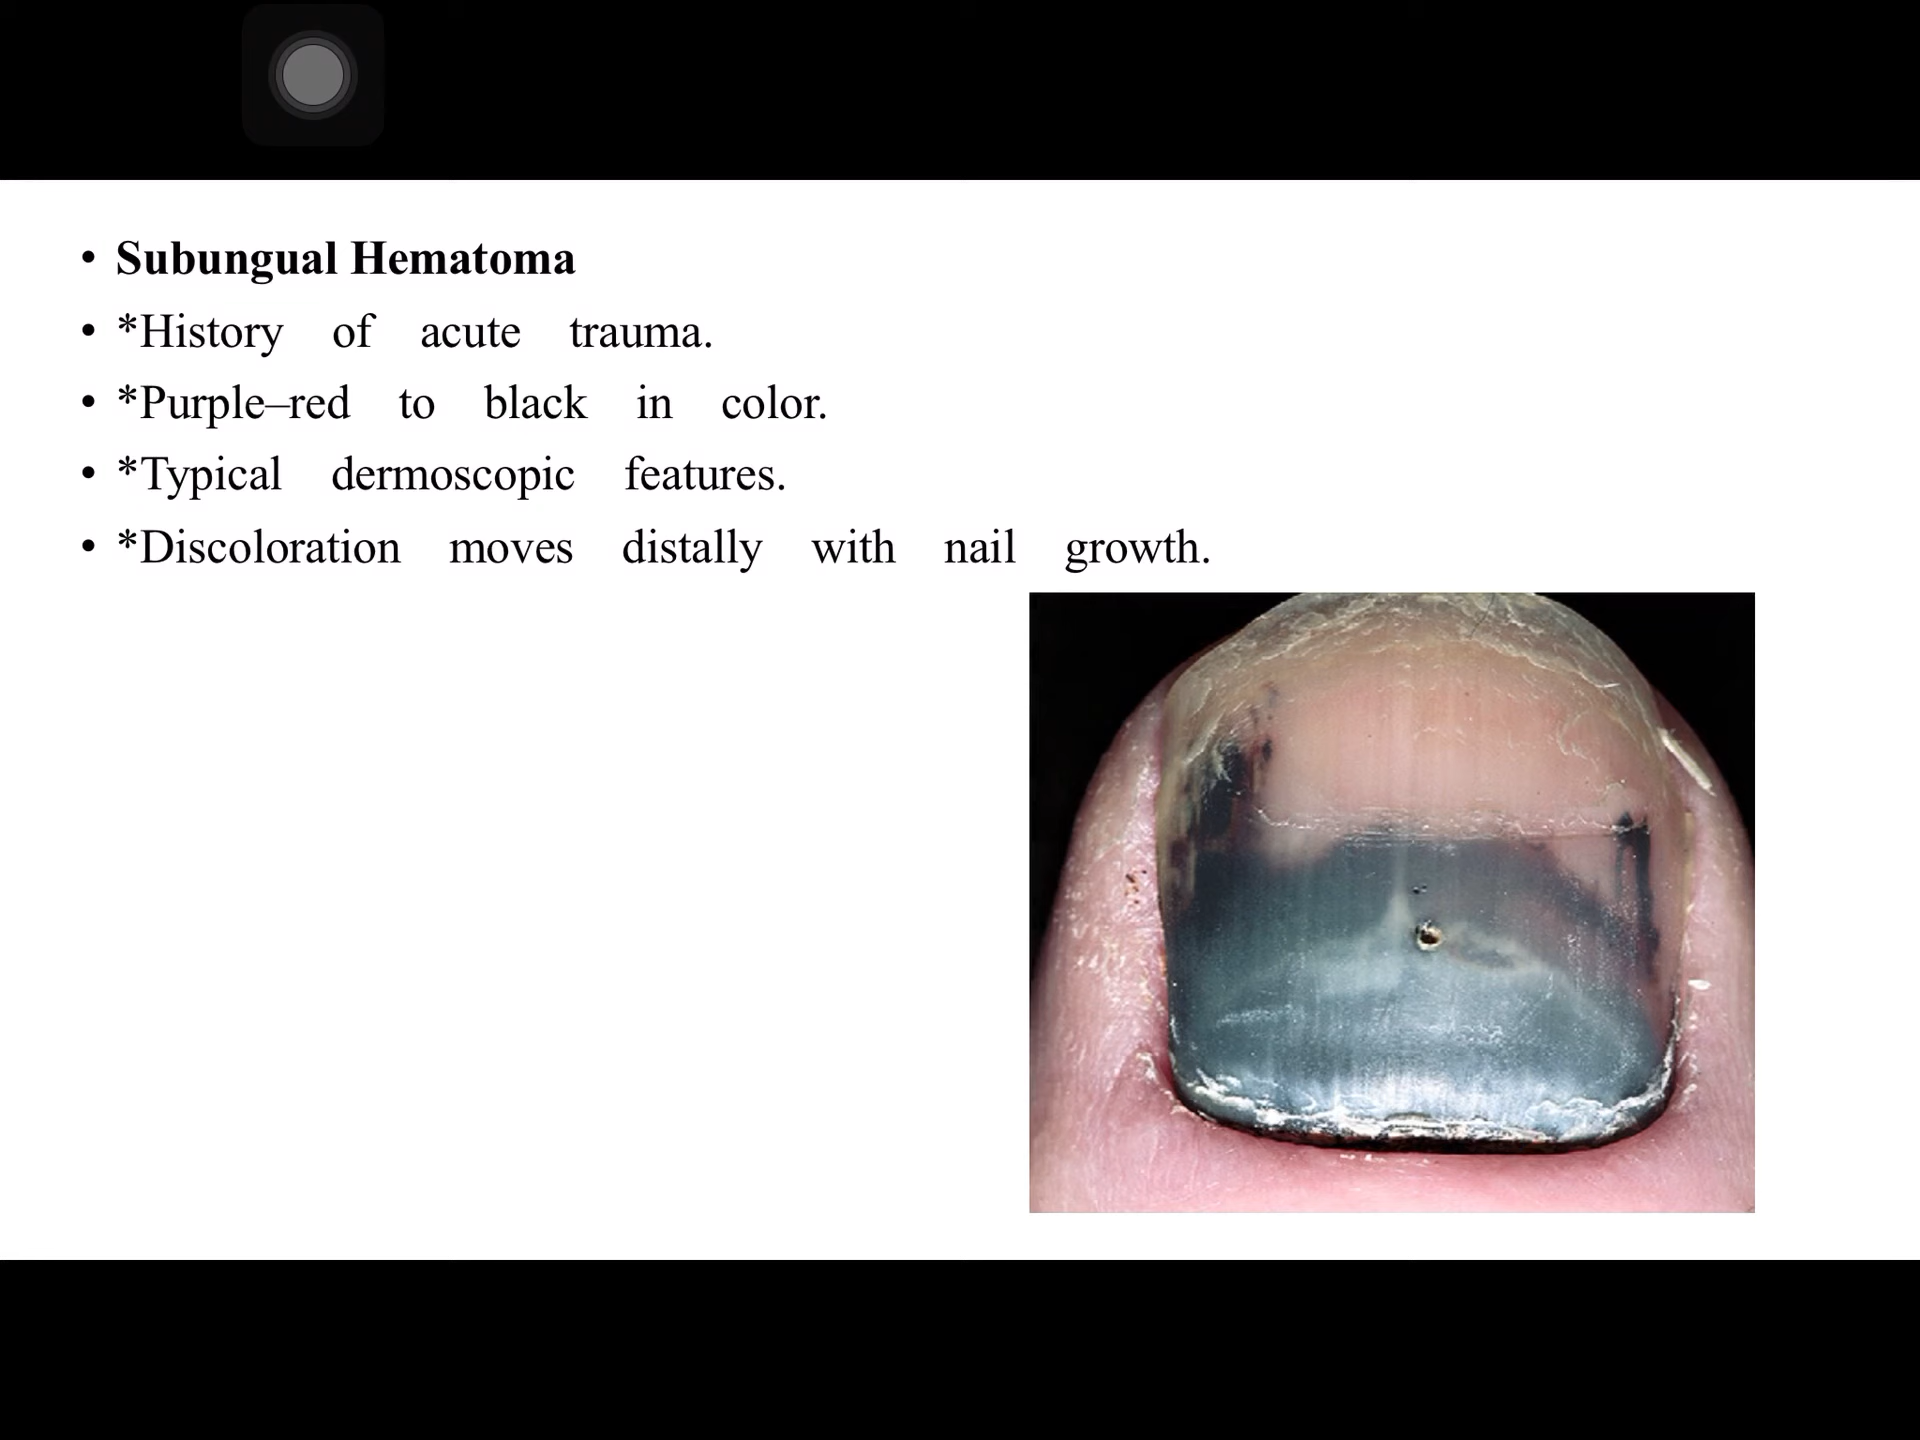 • Subungual Hematoma
• *History of acute trauma.
• *Purple–red to black in color.
• *Typical dermoscopic features.
• *Discoloration moves distally with nail growth.